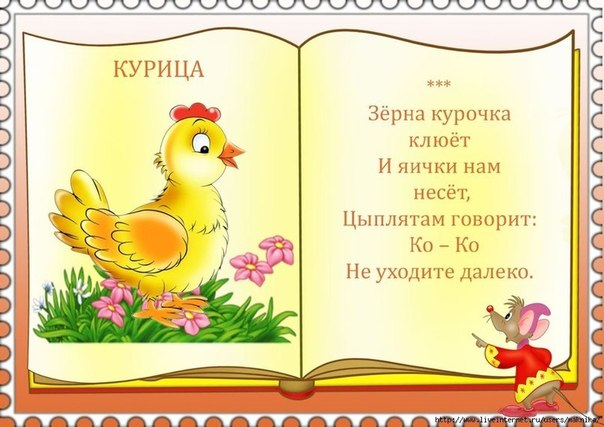 КУРИЦА
***
Зёрна курочка
клюёт
И яички нам
несёт,
Цыплятам говорит:
Ко – Ко
Не уходите далеко.
http://www.liveinternet.ru/users/maknika/